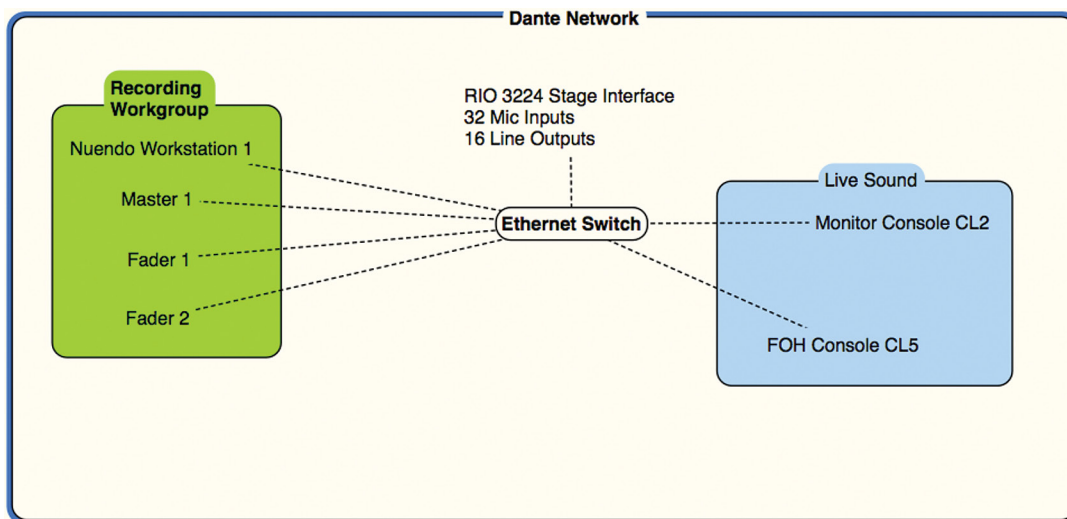 Dante Network
Recording
Workgroup
Nuendo Workstation 1
Master 1
Fader 1
Fader 2
RIO 3224 Stage Interface
32 Mic Inputs
16 Line Outputs
Ethernet Switch
Live Sound
Monitor Console CL2
FOH Console CL5